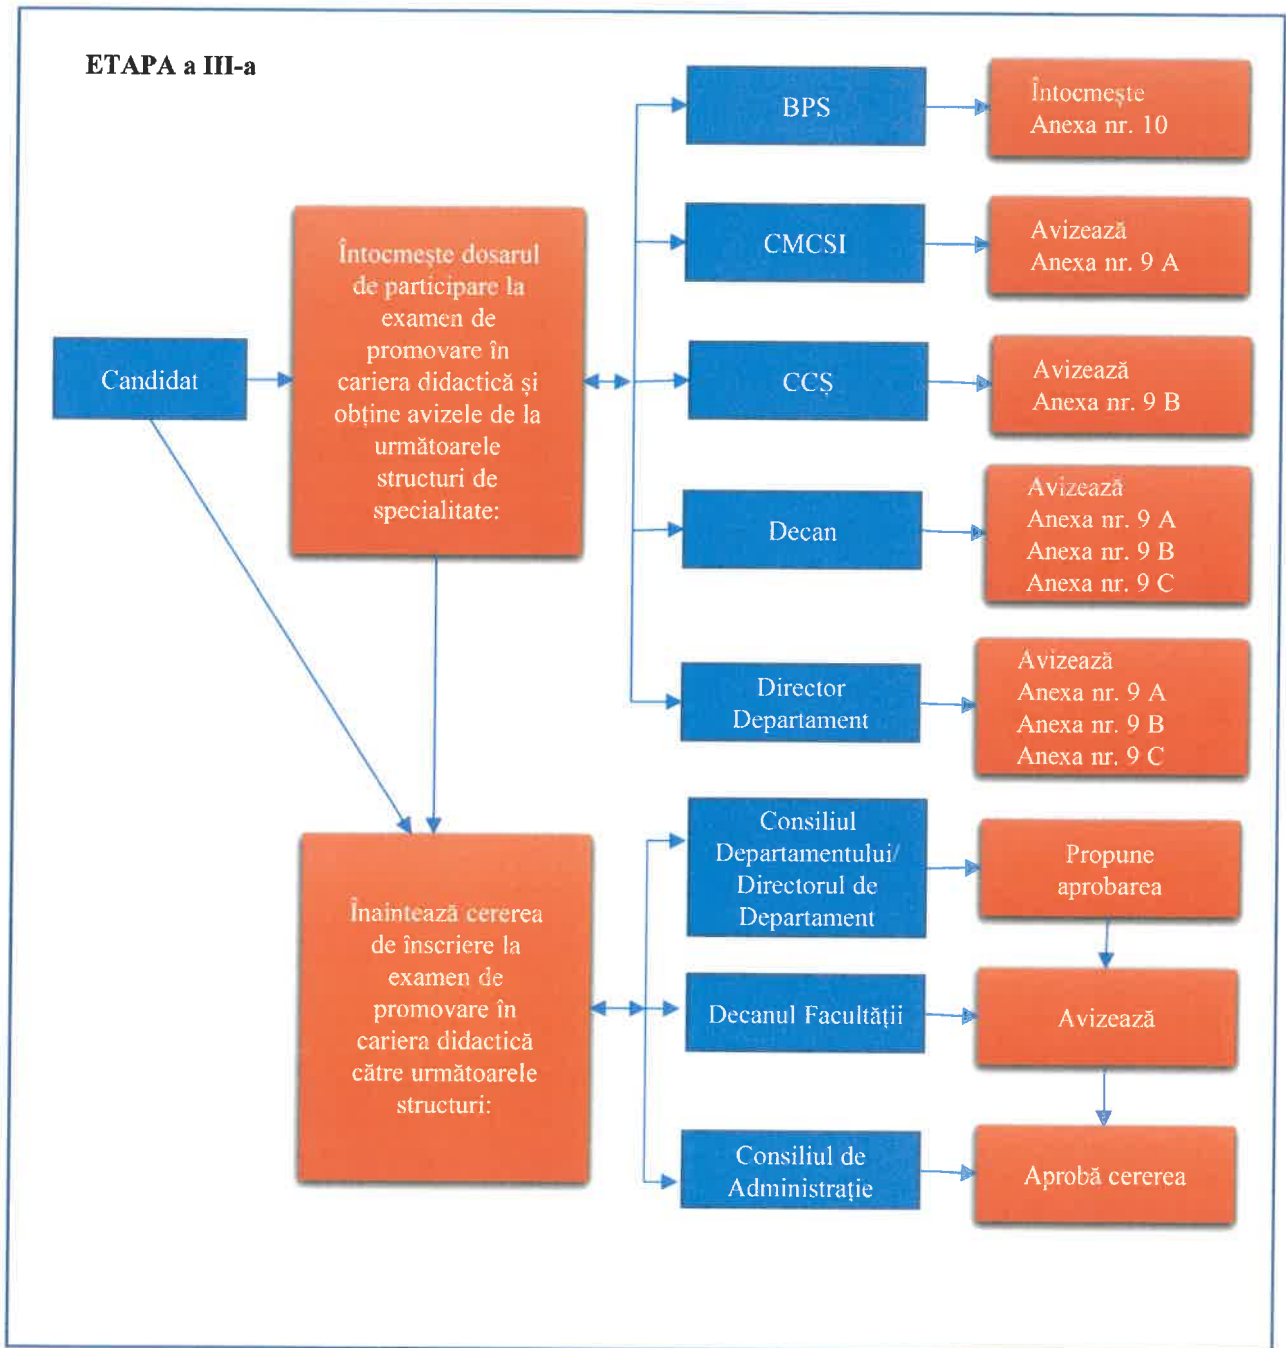 ETAPA a III-a
BPS
Întocmește
Anexa nr. 10
CMCSI
Avizează
Anexa nr. 9 A
Candidat
Întocmește dosarul
de participare la
examen de
promovare în
cariera didactică și
obține avizele de la
următoarele
structuri de
specialitate:
CCȘ
Avizează
Anexa nr. 9 B
Decan
Avizează
Anexa nr. 9 A
Anexa nr. 9 B
Anexa nr. 9 C
Director
Departament
Avizează
Anexa nr. 9 A
Anexa nr. 9 B
Anexa nr. 9 C
Înaintează cererea
de înscriere la
examen de
promovare în
cariera didactică
către următoarele
structuri:
Consiliul
Departamentului/
Directorul de
Departament
Propune
aprobarea
Decanul Facultății
Avizează
Consiliul de
Administrație
Aprobă cererea